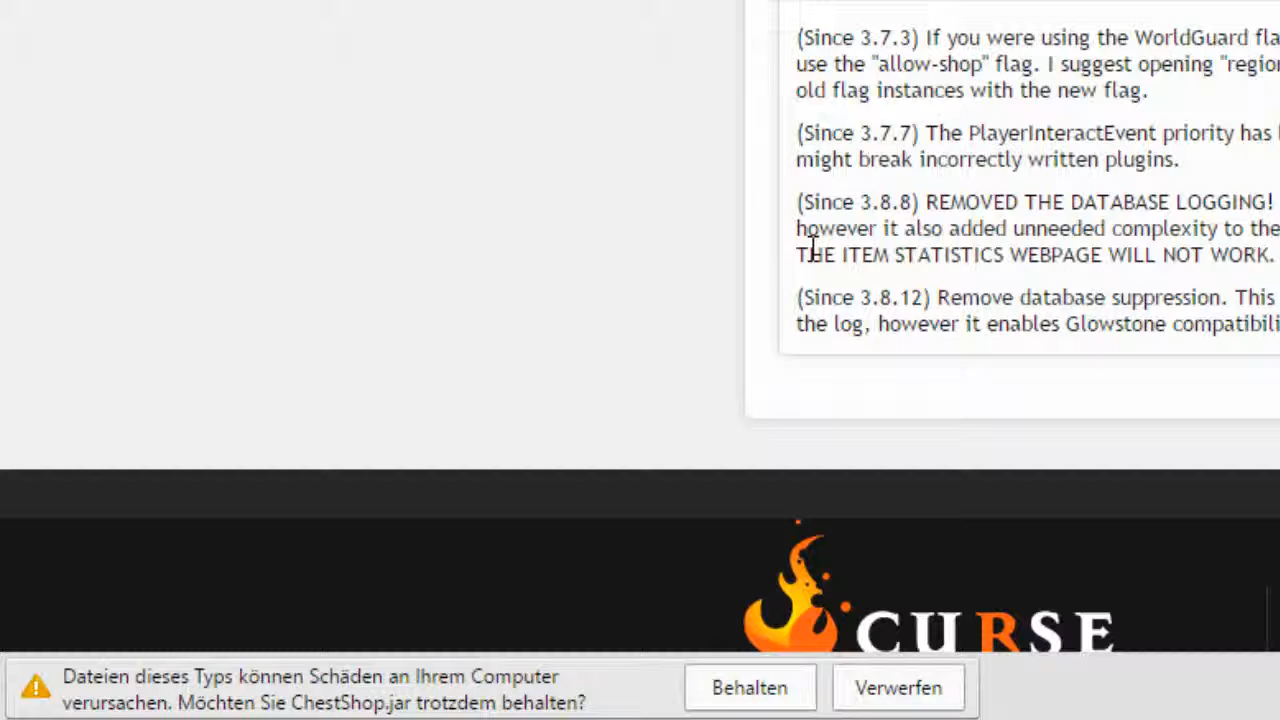 (Since 3.7.3) If you were using the WorldGuard
use the "allow-shop" flag. I suggest opening
old flag instances with the new flag.
(Since 3.7.7) The PlayerInteractEvent priority has
might break incorrectly written plugins.
(Since 3.8.8) REMOVED THE DATABASE LOGGING!
however it also added unneeded complexity to the
THE ITEM STATISTICS WEBPAGE WILL NOT WORK.
(Since 3.8.12) Remove database suppression. This
the log, however it enables Glowstone
CURSE
Dateien dieses Typs können Schäden an Ihrem Computer
verursachen. Möchten Sie ChestShop.jar trotzdem behalten?
Behalten
Verwerfen